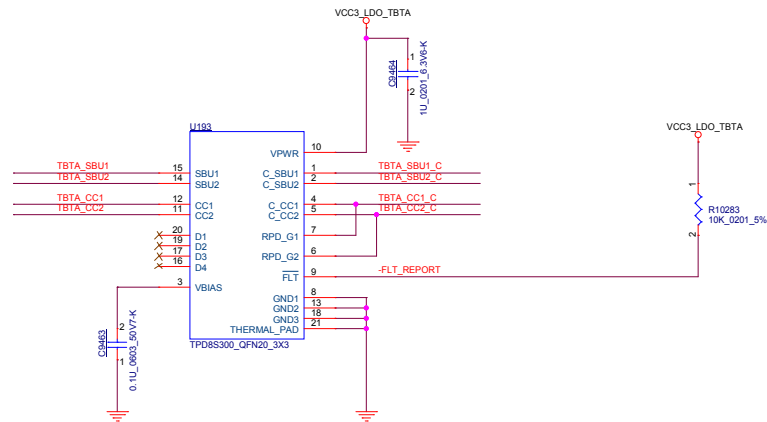 VCC3_LDO_TBTA
C9464
1
2
1U_0201_6.3V6-K
VCC3_LDO_TBTA
1
R10283
10K_0201_5%
2
U193
10 VPWR
TBTA_SBU1 15 SBU1 C_SBU1 1 TBTA_SBU1_C
TBTA_SBU2 14 SBU2 C_SBU2 2 TBTA_SBU2_C
TBTA_CC1 12 CC1 C_CC1 4 TBTA_CC1_C
TBTA_CC2 11 CC2 C_CC2 5 TBTA_CC2_C
20 D1 RPD_G1 7
19 D2
17 D3 RPD_G2 6
16 D4
FLT 9 -FLT_REPORT
3 VBIAS
GND1 8
GND2 13
GND3 18
THERMAL_PAD 21
TPD8S300_QFN20_3X3
C9463
2
1
0.1U_0603_50V7-K